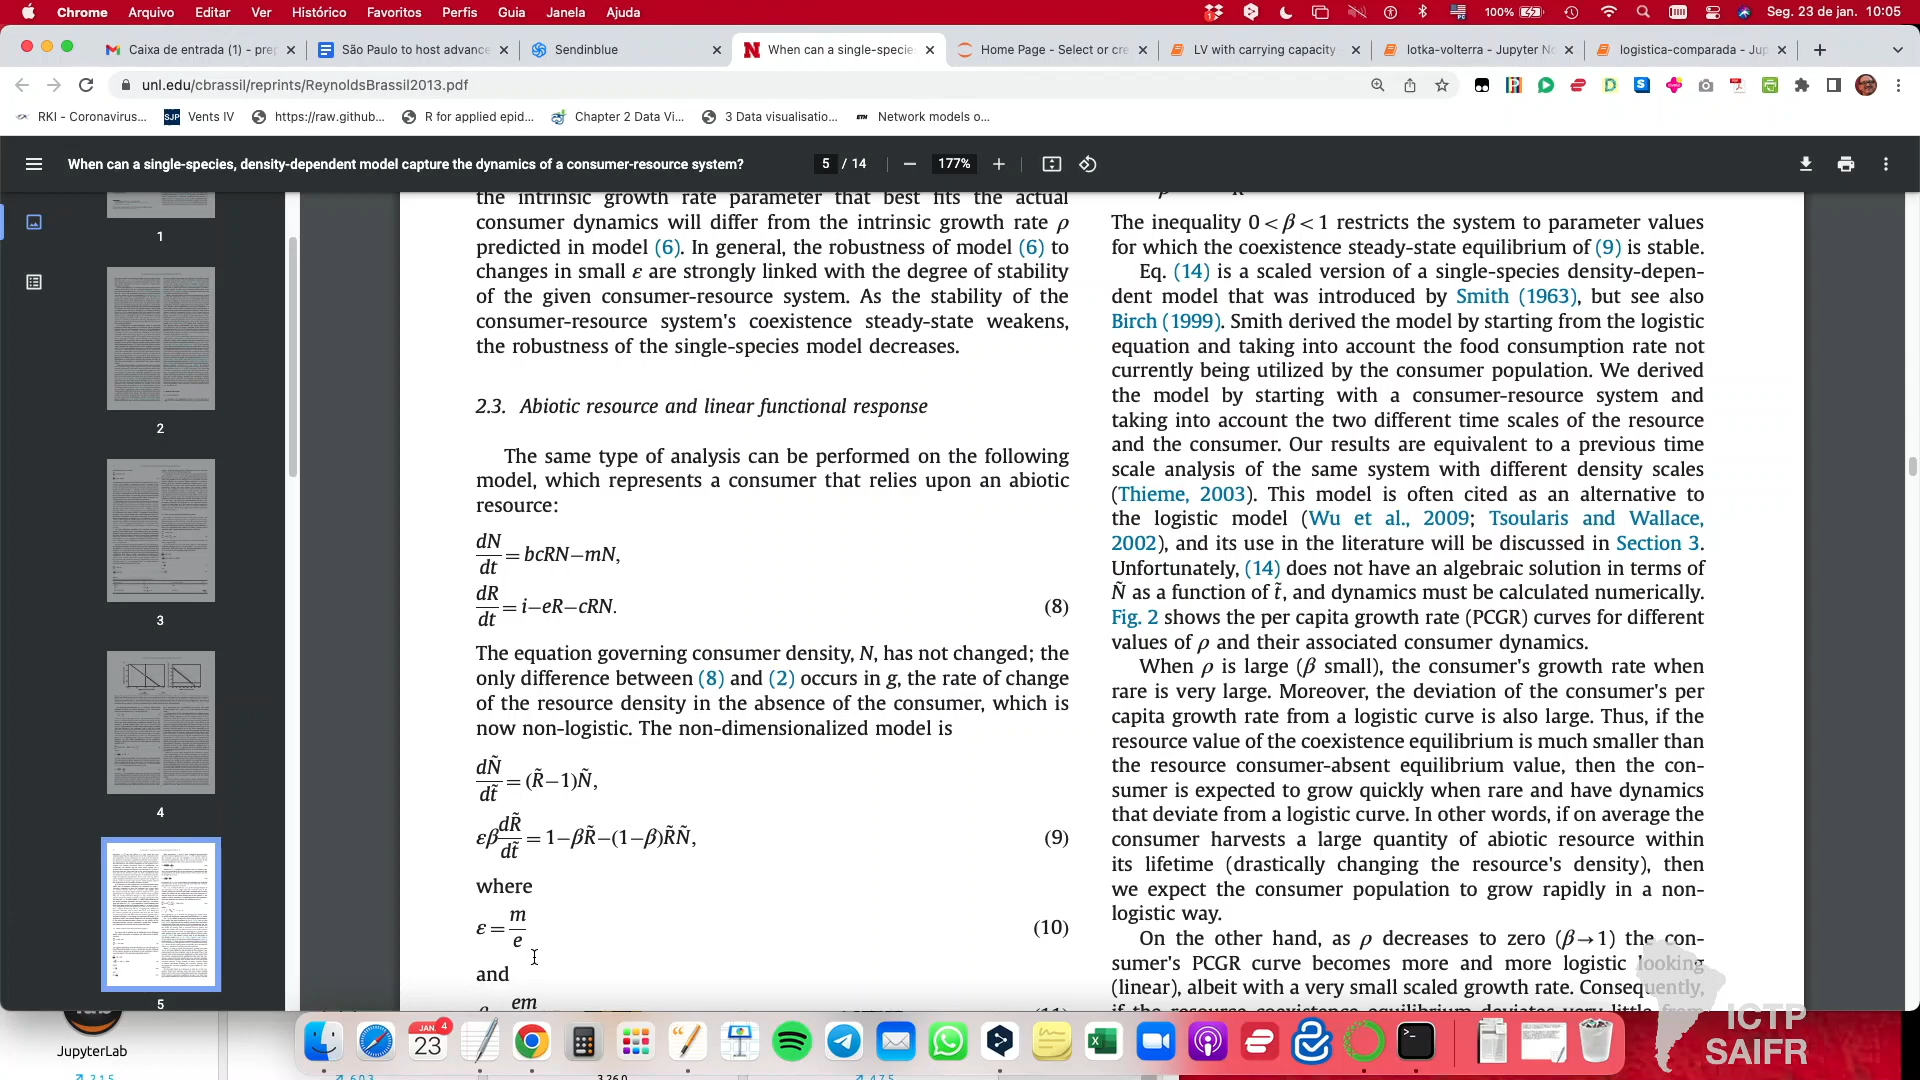 Chrome Arquivo Editar Ver Histórico Favoritos Perfis Guia Janela Ajuda 100% Seg. 23 de jan. 10:05
Caixa de entrada (1) - prep São Paulo to host advance Sendinblue When can a single-specie Home Page - Select or cre LV with carrying capacity lotka-volterra - Jupyter No logistica-comparada - Jup
unl.edu/cbrassil/reprints/ReynoldsBrassil2013.pdf
RKI - Coronavirus... SJP Vents IV https://raw.github... R for applied epid... Chapter 2 Data Vi... 3 Data visualisatio... ETH Network models o...
When can a single-species, density-dependent model capture the dynamics of a consumer-resource system? 5 / 14 177%
1
2
3
4
5
the intrinsic growth rate parameter that best fits the actual
consumer dynamics will differ from the intrinsic growth rate ρ
predicted in model (6). In general, the robustness of model (6) to
changes in small ε are strongly linked with the degree of stability
of the given consumer-resource system. As the stability of the
consumer-resource system's coexistence steady-state weakens,
the robustness of the single-species model decreases.
2.3. Abiotic resource and linear functional response
The same type of analysis can be performed on the following
model, which represents a consumer that relies upon an abiotic
resource:
dN/dt = bcRN−mN,
dR/dt = i−eR−cRN. (8)
The equation governing consumer density, N, has not changed; the
only difference between (8) and (2) occurs in g, the rate of change
of the resource density in the absence of the consumer, which is
now non-logistic. The non-dimensionalized model is
dÑ/dt̃ = (R̃−1)Ñ,
εβ dR̃/dt̃ = 1−βR̃−(1−β)R̃Ñ, (9)
where
ε = m/e (10)
and
em
The inequality 0<β<1 restricts the system to parameter values
for which the coexistence steady-state equilibrium of (9) is stable.
Eq. (14) is a scaled version of a single-species density-depen-
dent model that was introduced by Smith (1963), but see also
Birch (1999). Smith derived the model by starting from the logistic
equation and taking into account the food consumption rate not
currently being utilized by the consumer population. We derived
the model by starting with a consumer-resource system and
taking into account the two different time scales of the resource
and the consumer. Our results are equivalent to a previous time
scale analysis of the same system with different density scales
(Thieme, 2003). This model is often cited as an alternative to
the logistic model (Wu et al., 2009; Tsoularis and Wallace,
2002), and its use in the literature will be discussed in Section 3.
Unfortunately, (14) does not have an algebraic solution in terms of
Ñ as a function of t̃, and dynamics must be calculated numerically.
Fig. 2 shows the per capita growth rate (PCGR) curves for different
values of ρ and their associated consumer dynamics.
When ρ is large (β small), the consumer's growth rate when
rare is very large. Moreover, the deviation of the consumer's per
capita growth rate from a logistic curve is also large. Thus, if the
resource value of the coexistence equilibrium is much smaller than
the resource consumer-absent equilibrium value, then the con-
sumer is expected to grow quickly when rare and have dynamics
that deviate from a logistic curve. In other words, if on average the
consumer harvests a large quantity of abiotic resource within
its lifetime (drastically changing the resource's density), then
we expect the consumer population to grow rapidly in a non-
logistic way.
On the other hand, as ρ decreases to zero (β→1) the con-
sumer's PCGR curve becomes more and more logistic looking
(linear), albeit with a very small scaled growth rate. Consequently,
JupyterLab
JAN. 4
23
ICTP
SAIFR